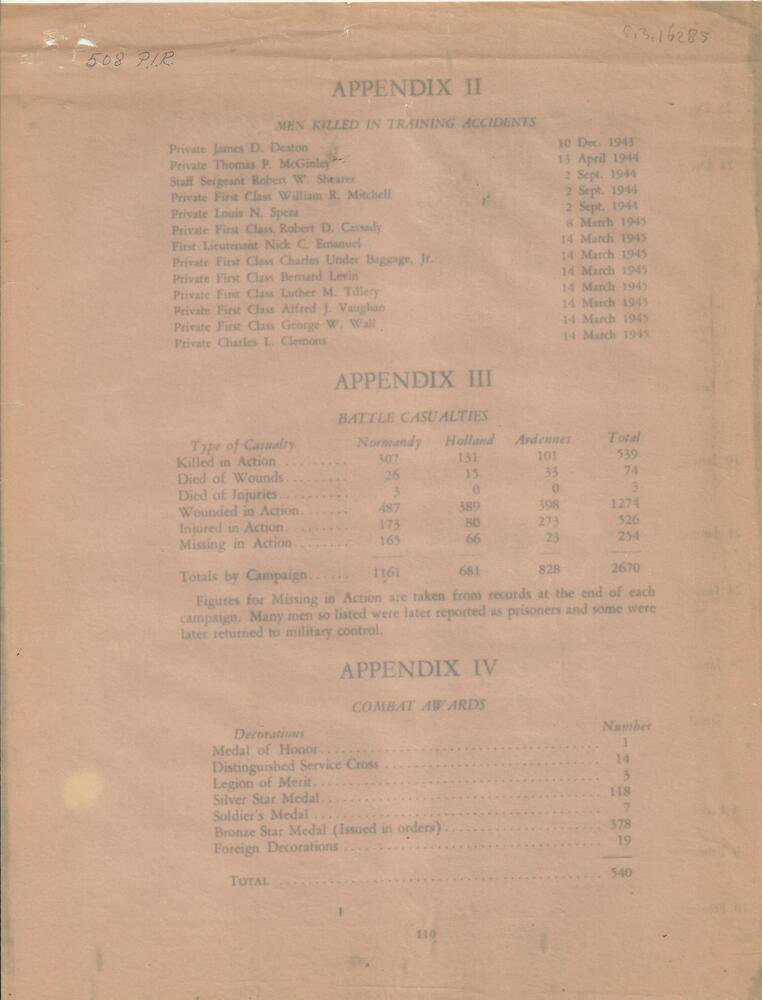 508 P.I.R.
APPENDIX II
MEN KILLED IN TRAINING ACCIDENTS
Private James D. Deaton 10 Dec. 1943
Private Thomas P. McGinley 13 April 1944
Staff Sergeant Robert W. Shearer 2 Sept. 1944
Private First Class William R. Mitchell 2 Sept. 1944
Private Louis N. Spera 2 Sept. 1944
Private First Class Robert D. Cassady 8 March 1945
First Lieutenant Nick C. Emanuel 14 March 1945
Private First Class Charles Under Baggage, Jr. 14 March 1945
Private First Class Bernard Levin 14 March 1945
Private First Class Luther M. Tillery 14 March 1945
Private First Class Alfred J. Vaughan 14 March 1945
Private First Class George W. Wall 14 March 1945
Private Charles L. Clemons 14 March 1945
APPENDIX III
BATTLE CASUALTIES
Type of Casualty Normandy Holland Ardennes Total
Killed in Action.......... 307 131 101 539
Died of Wounds........ 26 15 33 74
Died of Injuries......... 3 0 0 3
Wounded in Action....... 487 389 398 1274
Injured in Action........ 173 80 273 526
Missing in Action........ 165 66 23 254
Totals by Campaign...... 1161 681 828 2670
Figures for Missing in Action are taken from records at the end of each
campaign. Many men so listed were later reported as prisoners and some were
later returned to military control.
APPENDIX IV
COMBAT AWARDS
Decorations Number
Medal of Honor.............................. 1
Distinguished Service Cross........................ 14
Legion of Merit.............................. 3
Silver Star Medal.............................. 118
Soldier's Medal.............................. 7
Bronze Star Medal (Issued in orders).................. 378
Foreign Decorations.............................. 19
TOTAL.............................. 540
110